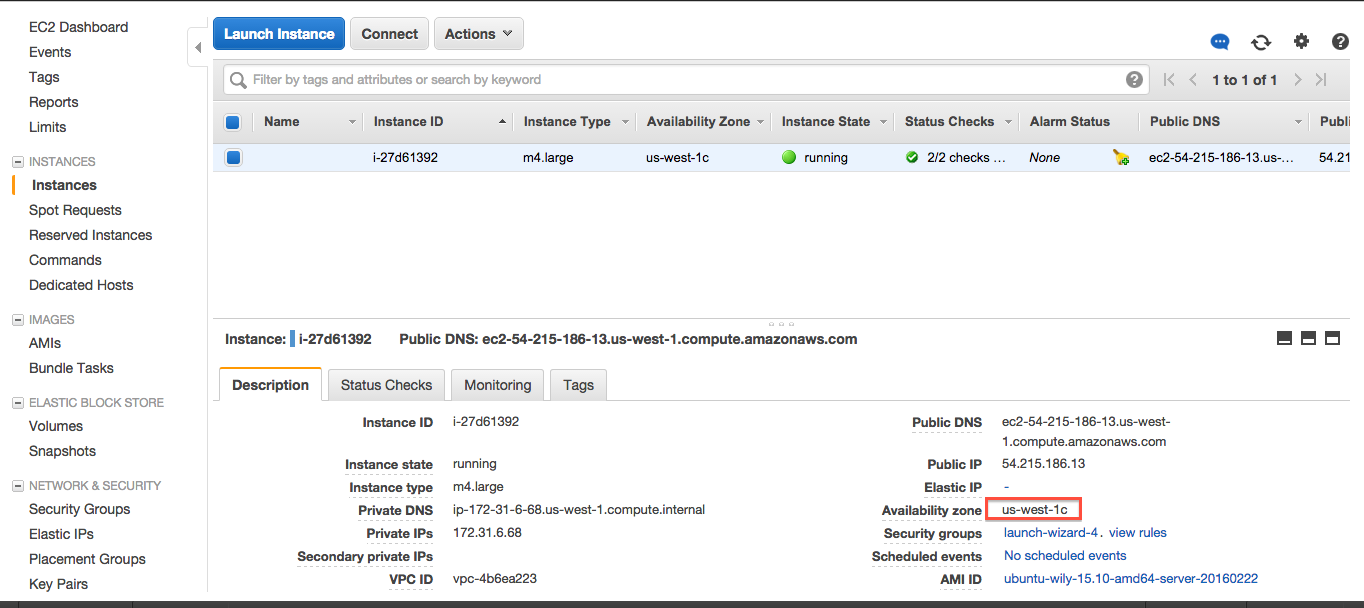 EC2 Dashboard
Events
Tags
Reports
Limits
INSTANCES
Instances
Spot Requests
Reserved Instances
Commands
Dedicated Hosts
IMAGES
AMIs
Bundle Tasks
ELASTIC BLOCK STORE
Volumes
Snapshots
NETWORK & SECURITY
Security Groups
Elastic IPs
Placement Groups
Key Pairs
Launch Instance Connect Actions
Filter by tags and attributes or search by keyword 1 to 1 of 1
Name Instance ID Instance Type Availability Zone Instance State Status Checks Alarm Status Public DNS Publi
i-27d61392 m4.large us-west-1c running 2/2 checks ... None ec2-54-215-186-13.us-... 54.21
Instance: i-27d61392 Public DNS: ec2-54-215-186-13.us-west-1.compute.amazonaws.com
Description Status Checks Monitoring Tags
Instance ID i-27d61392 Public DNS ec2-54-215-186-13.us-west-
1.compute.amazonaws.com
Instance state running Public IP 54.215.186.13
Instance type m4.large Elastic IP -
Private DNS ip-172-31-6-68.us-west-1.compute.internal Availability zone us-west-1c
Private IPs 172.31.6.68 Security groups launch-wizard-4. view rules
Secondary private IPs Scheduled events No scheduled events
VPC ID vpc-4b6ea223 AMI ID ubuntu-wily-15.10-amd64-server-20160222